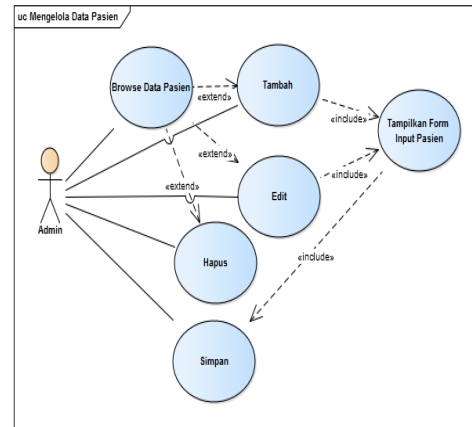 uc Mengelola Data Pasien
Browse Data Pasien
«extend»
Tambah
«include»
Tampilkan Form
Input Pasien
«extend»
«extend»
«include»
Edit
Admin
Hapus
«include»
Simpan